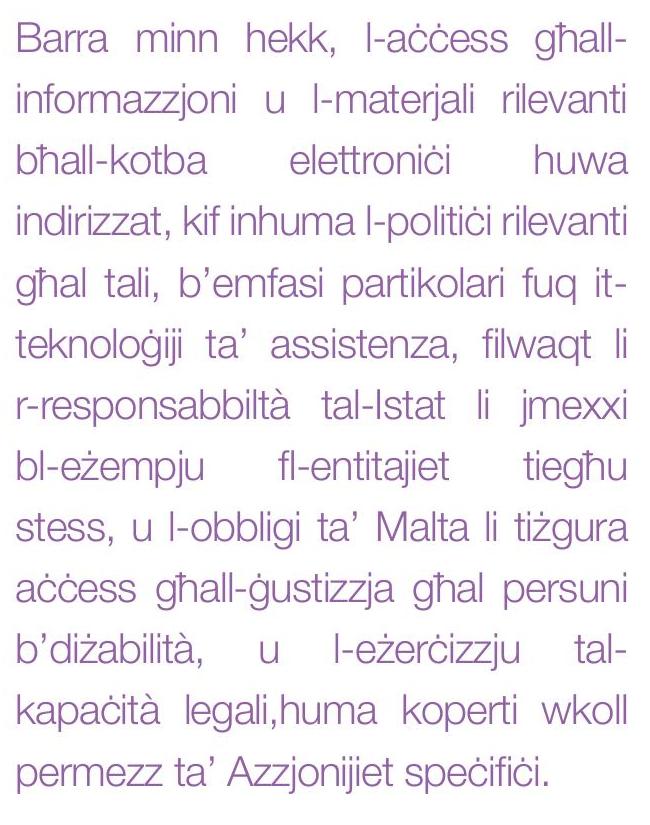 Barra minn hekk, l-aċċess għall-
informazzjoni u l-materjali rilevanti
bħall-kotba elettroniċi huwa
indirizzat, kif inhuma l-politiċi rilevanti
għal tali, b’emfasi partikolari fuq it-
teknoloġiji ta’ assistenza, filwaqt li
r-responsabbiltà tal-Istat li jmexxi
bl-eżempju fl-entitajiet tiegħu
stess, u l-obbligi ta’ Malta li tiżgura
aċċess għall-ġustizzja għal persuni
b’diżabilità, u l-eżerċizzju tal-
kapaċità legali,huma koperti wkoll
permezz ta’ Azzjonijiet speċifiċi.